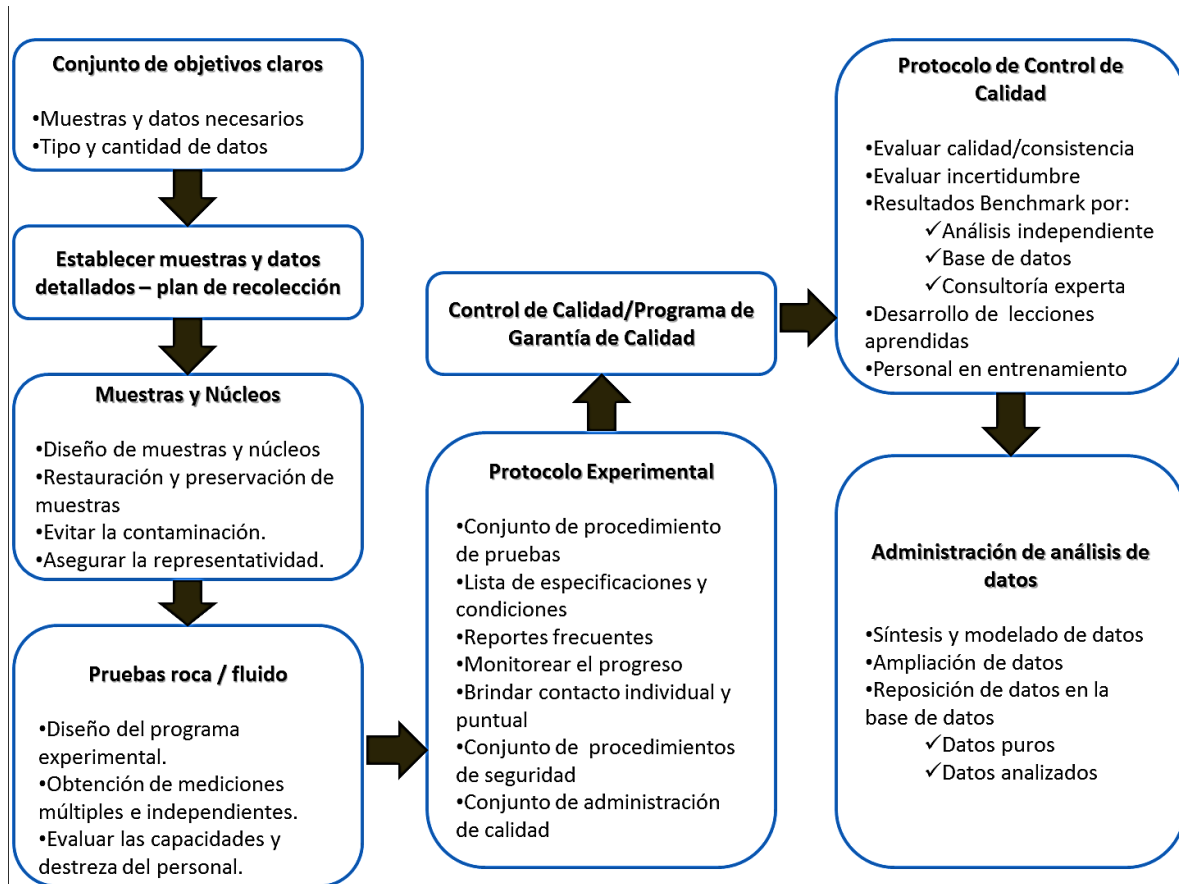 Conjunto de objetivos claros
•Muestras y datos necesarios
•Tipo y cantidad de datos
Establecer muestras y datos
detallados – plan de recolección
Muestras y Núcleos
•Diseño de muestras y núcleos
•Restauración y preservación de
muestras
•Evitar la contaminación.
•Asegurar la representatividad.
Pruebas roca / fluido
•Diseño del programa
experimental.
•Obtención de mediciones
múltiples e independientes.
•Evaluar las capacidades y
destreza del personal.
Protocolo Experimental
•Conjunto de procedimiento
de pruebas
•Lista de especificaciones y
condiciones
•Reportes frecuentes
•Monitorear el progreso
•Brindar contacto individual y
puntual
•Conjunto de procedimientos
de seguridad
•Conjunto de administración
de calidad
Control de Calidad/Programa de
Garantía de Calidad
Protocolo de Control de
Calidad
•Evaluar calidad/consistencia
•Evaluar incertidumbre
•Resultados Benchmark por:
✓Análisis independiente
✓Base de datos
✓Consultoría experta
•Desarrollo de lecciones
aprendidas
•Personal en entrenamiento
Administración de análisis de
datos
•Síntesis y modelado de datos
•Ampliación de datos
•Reposición de datos en la
base de datos
✓Datos puros
✓Datos analizados